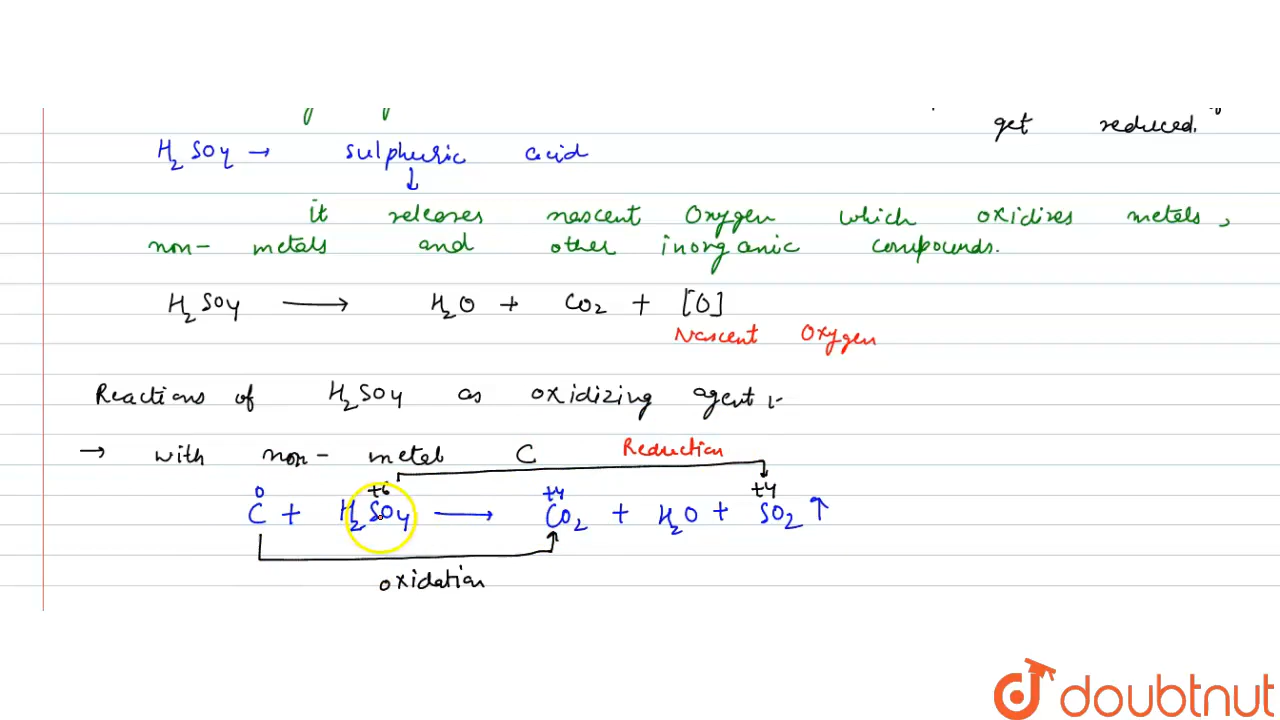 get reduced.
H2SO4 → sulphuric acid
↓
it releases nascent Oxygen which oxidizes metals,
non-metals and other inorganic compounds.
H2SO4 → H2O + CO2 + [O]
Nascent Oxygen
Reactions of H2SO4 as oxidizing agent :-
→ with non-metal C Reduction
0 +6 +4 +4
C + H2SO4 → CO2 + H2O + SO2 ↑
oxidation
doubtnut